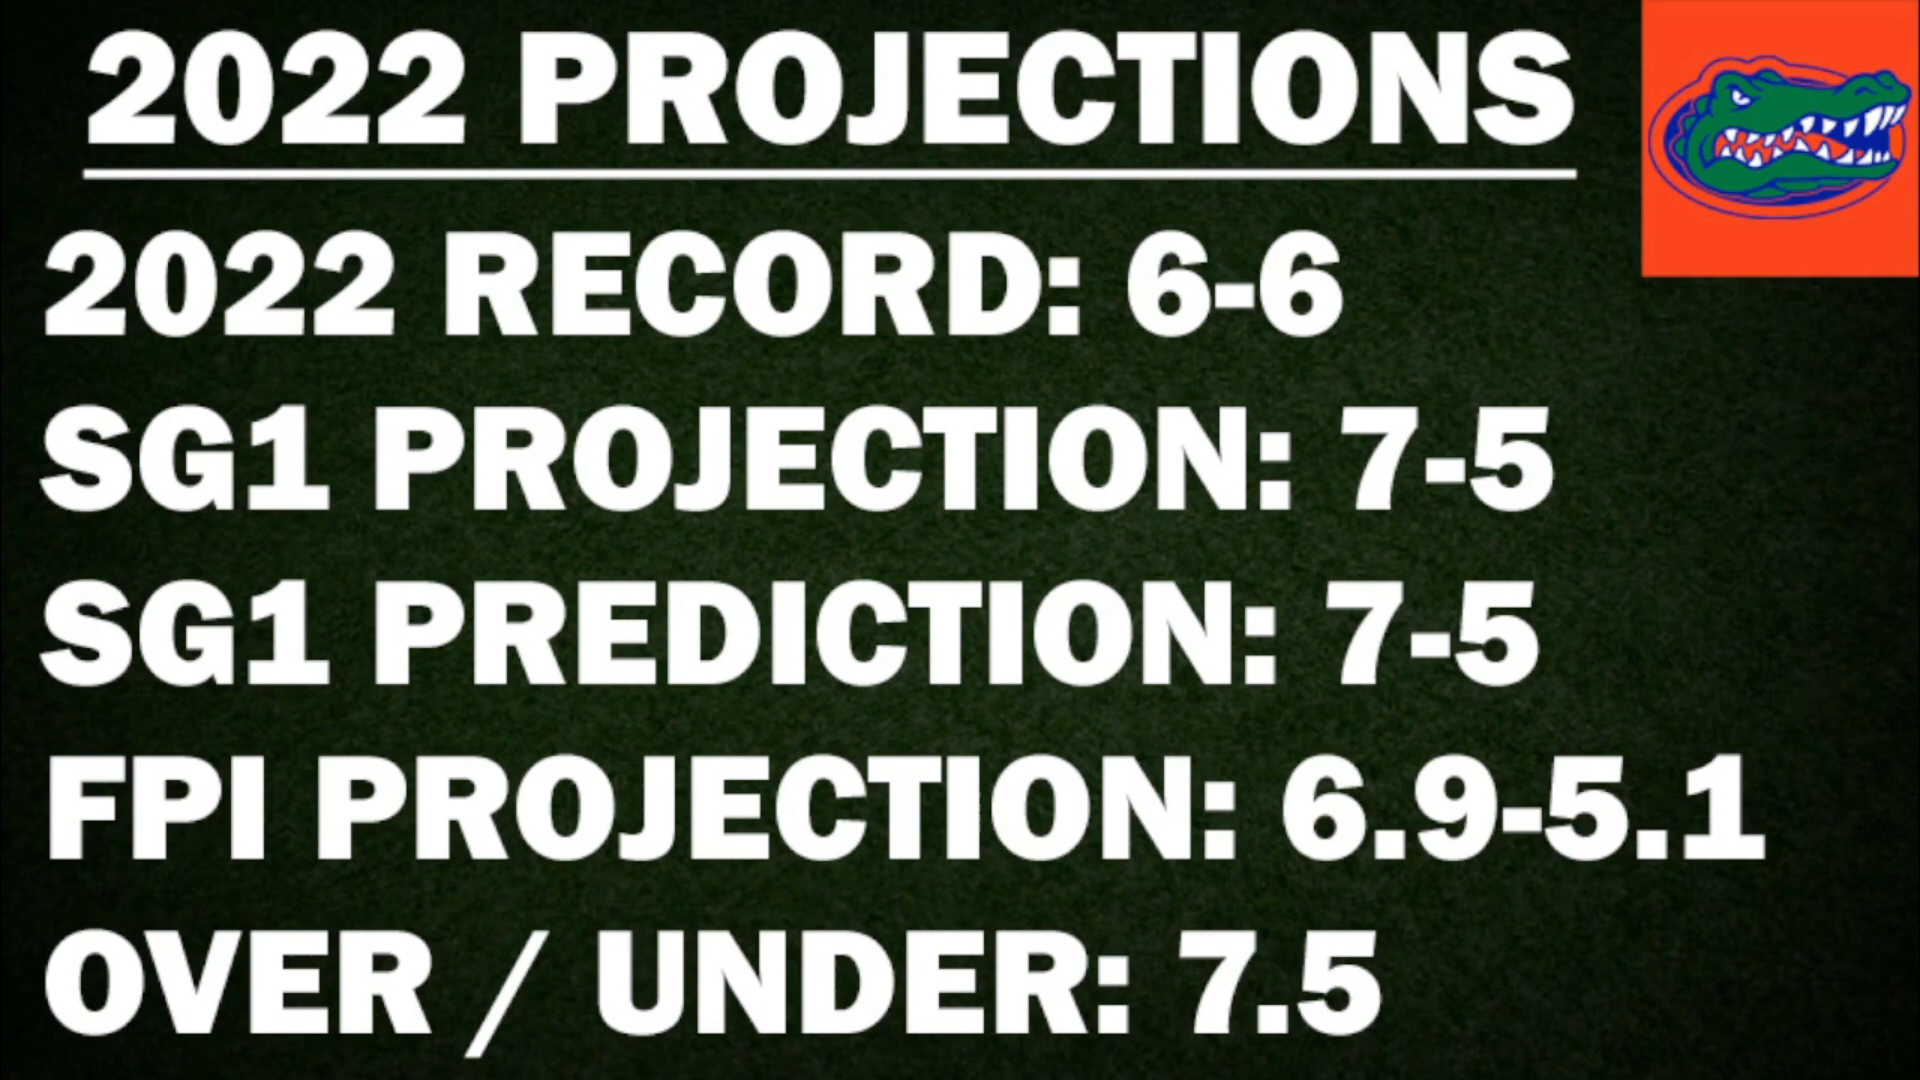 2022 PROJECTIONS
2022 RECORD: 6-6
SG1 PROJECTION: 7-5
SG1 PREDICTION: 7-5
FPI PROJECTION: 6.9-5.1
OVER / UNDER: 7.5